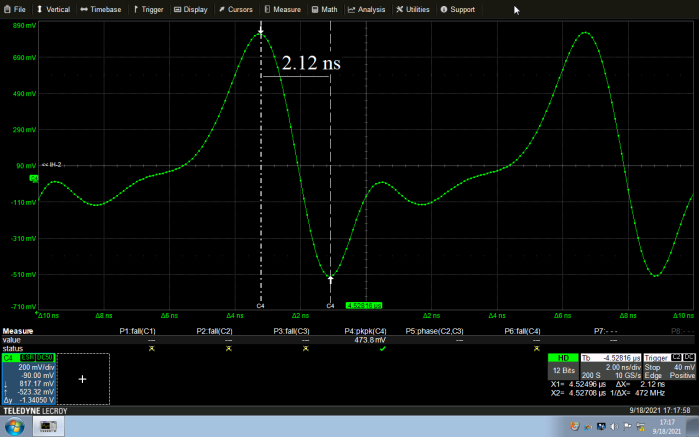 File Vertical Timebase Trigger Display Cursors Measure Math Analysis Utilities Support
890 mV
2.12 ns
690 mV
490 mV
290 mV
<< IH-2
90 mV
C4
-110 mV
-310 mV
-510 mV
-710 mV
C4 C4 -4.52816 µs
Δ10 ns Δ8 ns Δ6 ns Δ4 ns Δ2 ns Δ2 ns Δ4 ns Δ6 ns Δ8 ns Δ10 ns
Measure P1:fall(C1) P2:fall(C2) P3:fall(C3) P4:pkpk(C4) P5:phase(C2,C3) P6:fall(C4) P7:- - - P8:- - -
value --- --- --- 473.8 mV --- ---
status
C4 DC50
200 mV/div
-90.00 mV
↓ 817.17 mV
↑ -523.32 mV
Δy -1.34050 V
HD
12 Bits
Tb -4.52816 µs
2.00 ns/div
200 S 10 GS/s
Trigger C2 DC
Stop 40 mV
Edge Positive
X1= 4.52496 µs ΔX= 2.12 ns
X2= 4.52708 µs 1/ΔX= 472 MHz
TELEDYNE LECROY
9/18/2021 17:17:58
17:17
9/18/2021